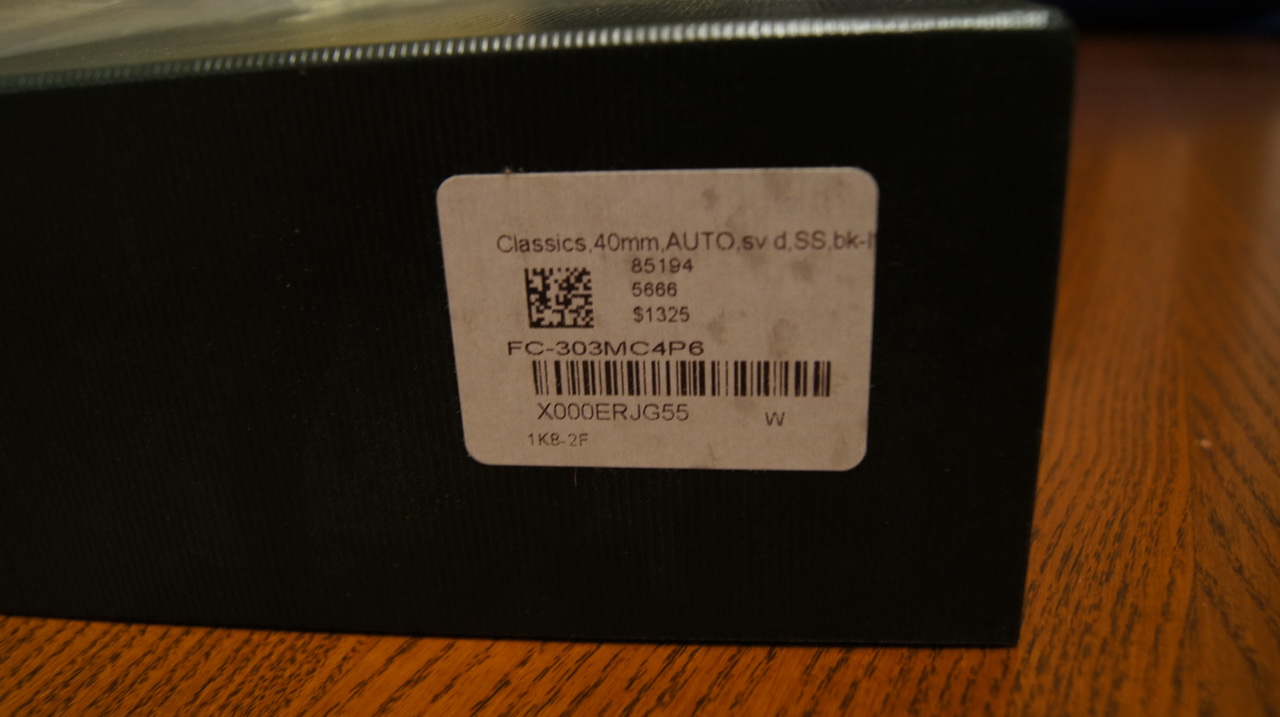 Classics,40mm,AUTO,sv d,SS,bk-
85194
5666
$1325
FC-303MC4P6
X000ERJG55
W
1K8-2F